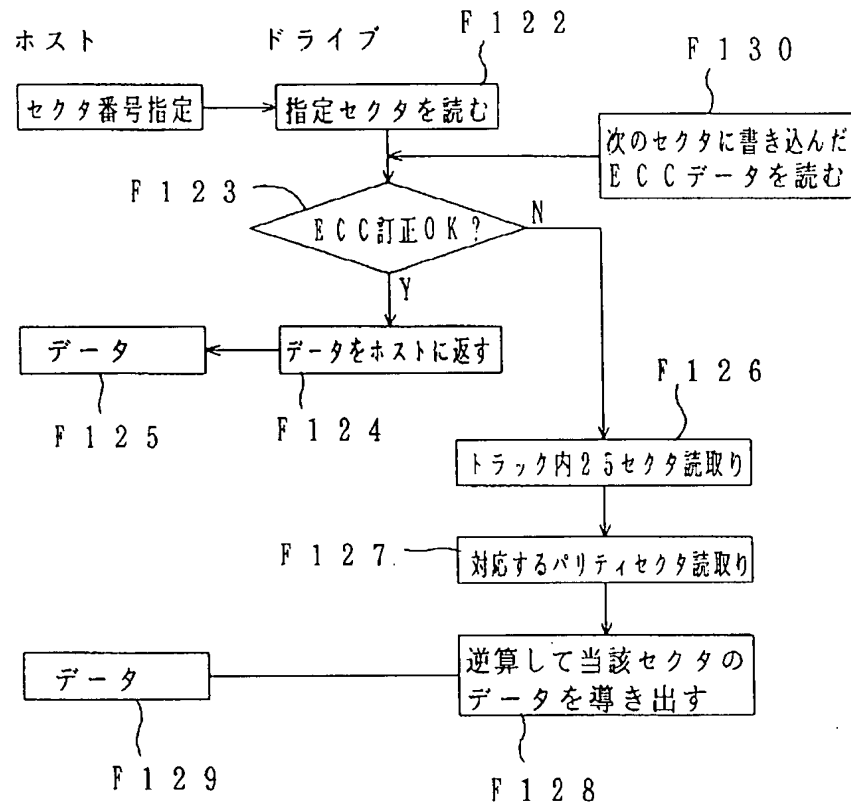 ホスト
ドライブ
F122
F130
セクタ番号指定
指定セクタを読む
次のセクタに書き込んだ
ECCデータを読む
F123
ECC訂正OK?
N
Y
データ
データをホストに返す
F126
F125
F124
トラック内25セクタ読取り
F127
対応するパリティセクタ読取り
データ
逆算して当該セクタの
データを導き出す
F129
F128